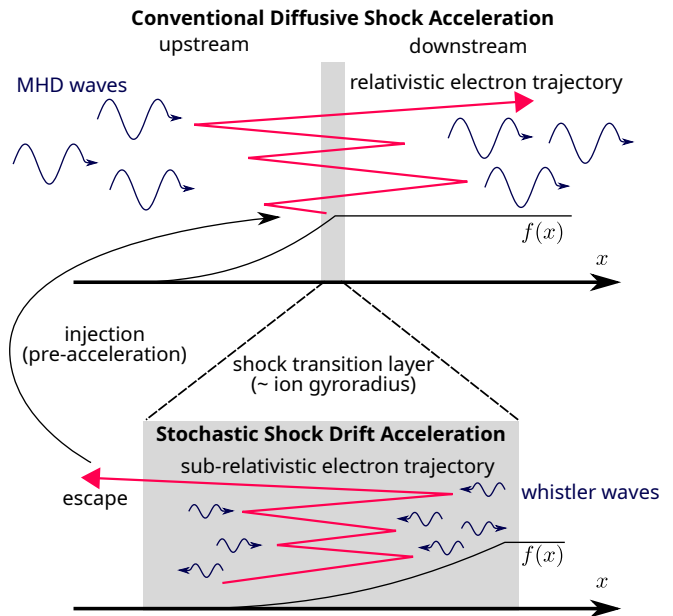 Conventional Diffusive Shock Acceleration
upstream
downstream
MHD waves
relativistic electron trajectory
f(x)
x
injection
(pre-acceleration)
shock transition layer
(~ ion gyroradius)
Stochastic Shock Drift Acceleration
sub-relativistic electron trajectory
escape
whistler waves
f(x)
x